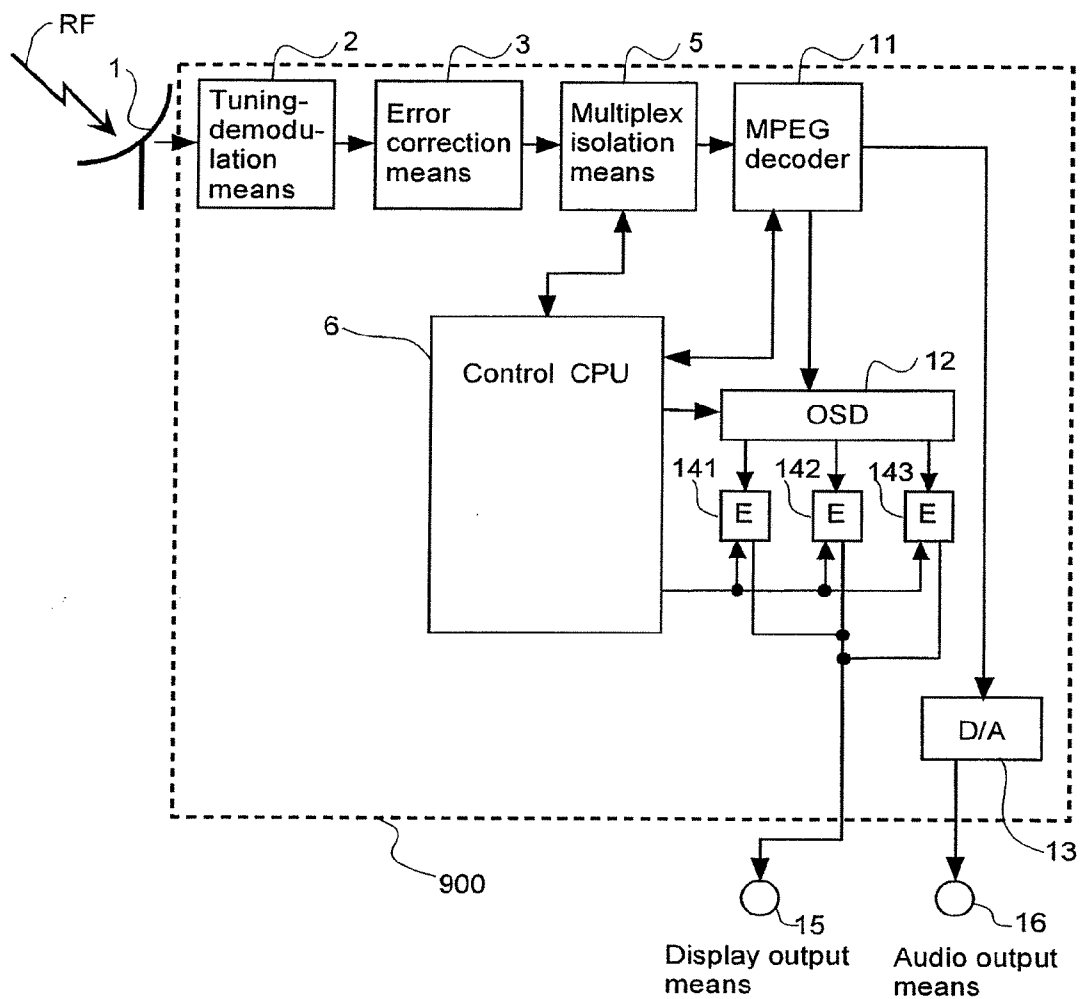 RF
1
2
3
5
11
Tuning-
demodu-
lation
means
Error
correction
means
Multiplex
isolation
means
MPEG
decoder
6
Control CPU
12
OSD
141
142
143
E
E
E
D/A
13
900
15
16
Display output
means
Audio output
means